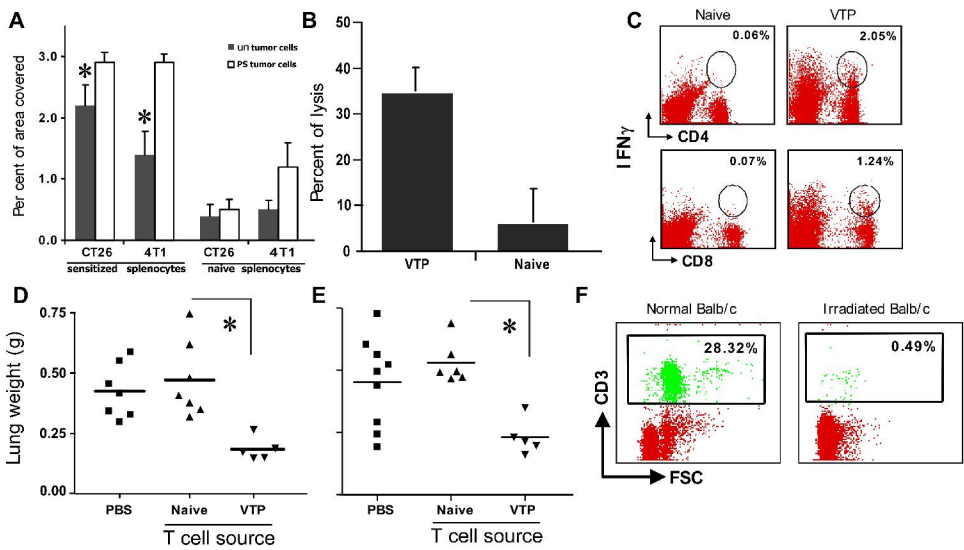 A
Per cent of area covered
3.0
2.0
1.0
0.0
un tumor cells
PS tumor cells
*
*
CT26 4T1 CT26 4T1
sensitized splenocytes naive splenocytes
B
Percent of lysis
50
40
30
20
10
0
VTP Naive
C
Naive VTP
0.06% 2.05%
IFNγ
CD4
0.07% 1.24%
CD8
D
Lung weight (g)
0.75
0.50
0.25
0.00
*
PBS Naive VTP
T cell source
E
*
PBS Naive VTP
T cell source
F
Normal Balb/c Irradiated Balb/c
28.32% 0.49%
CD3
FSC